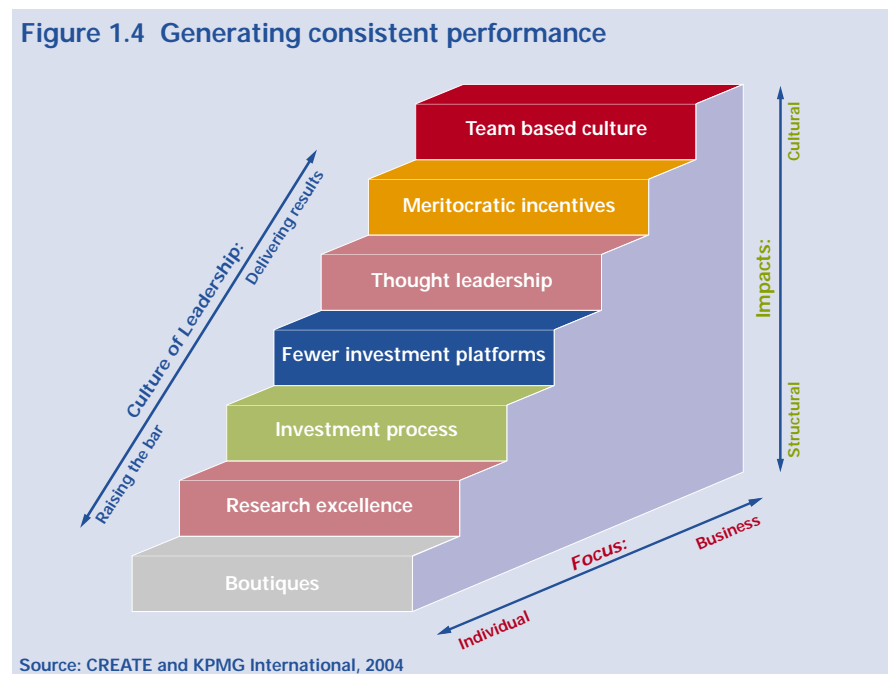 Figure 1.4  Generating consistent performance
Team based culture
Meritocratic incentives
Thought leadership
Fewer investment platforms
Investment process
Research excellence
Boutiques
Culture of Leadership:
Delivering results
Raising the bar
Impacts:
Cultural
Structural
Focus:
Business
Individual
Source: CREATE and KPMG International, 2004